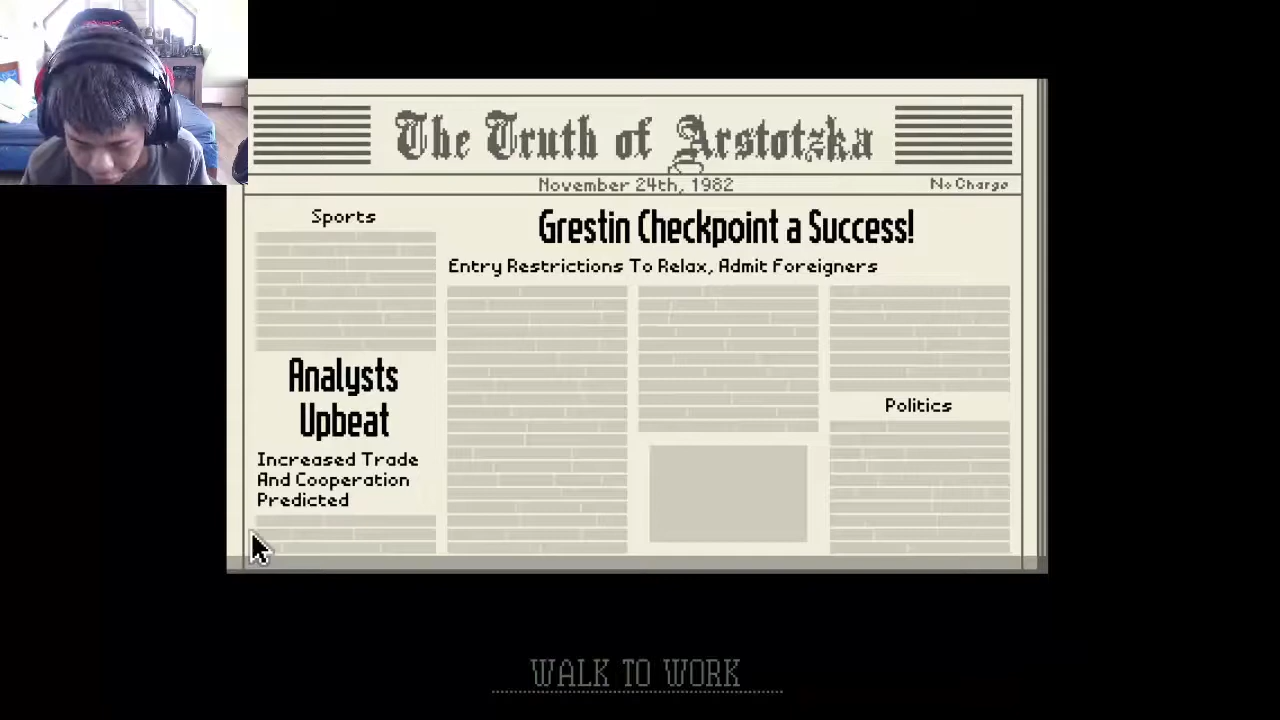 The Truth of Arstotzka
November 24th, 1982
No Charge
Sports
Analysts
Upbeat
Increased Trade
And Cooperation
Predicted
Grestin Checkpoint a Success!
Entry Restrictions To Relax, Admit Foreigners
Politics
WALK TO WORK